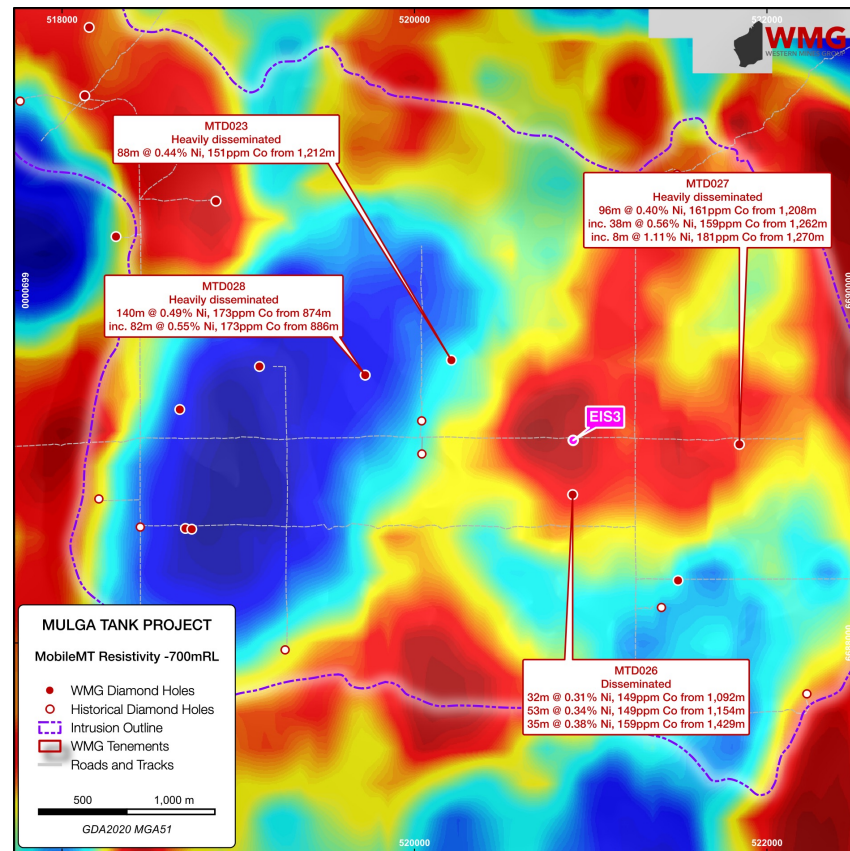 518000
520000
522000
WMG
WESTERN MINES GROUP
MTD023
Heavily disseminated
88m @ 0.44% Ni, 151ppm Co from 1,212m
MTD027
Heavily disseminated
96m @ 0.40% Ni, 161ppm Co from 1,208m
inc. 38m @ 0.56% Ni, 159ppm Co from 1,262m
inc. 8m @ 1.11% Ni, 181ppm Co from 1,270m
6690000
6690000
MTD028
Heavily disseminated
140m @ 0.49% Ni, 173ppm Co from 874m
inc. 82m @ 0.55% Ni, 173ppm Co from 886m
EIS3
MULGA TANK PROJECT
MobileMT Resistivity -700mRL
WMG Diamond Holes
Historical Diamond Holes
Intrusion Outline
WMG Tenements
Roads and Tracks
500
1,000 m
GDA2020 MGA51
MTD026
Disseminated
32m @ 0.31% Ni, 149ppm Co from 1,092m
53m @ 0.34% Ni, 149ppm Co from 1,154m
35m @ 0.38% Ni, 159ppm Co from 1,429m
520000
522000